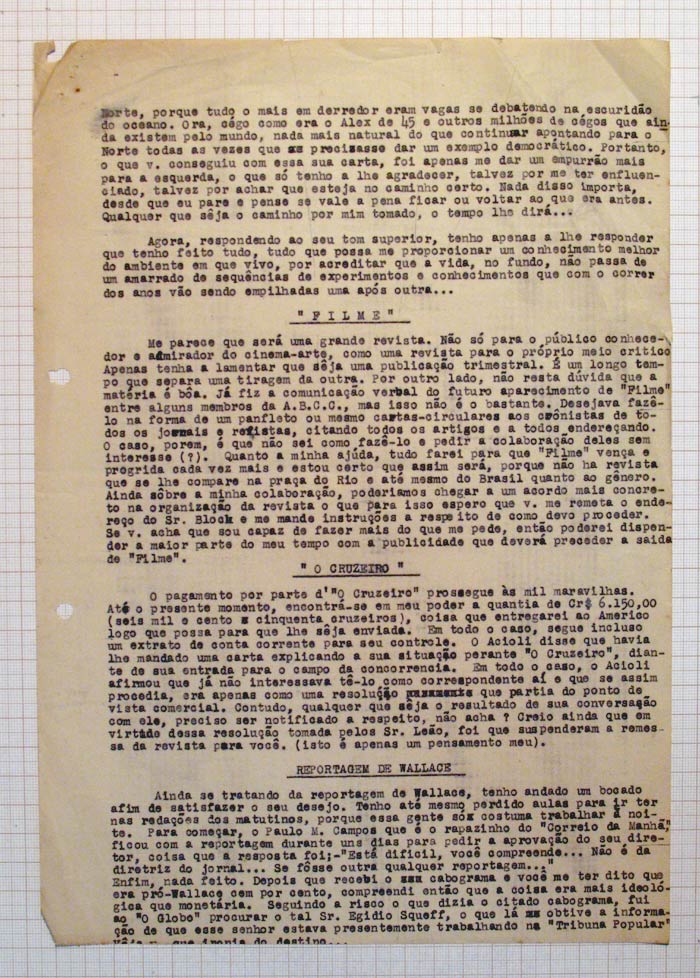 Norte, porque tudo o mais em derredor eram vagas se debatendo na escuridão
do oceano. Ora, cégo como era o Alex de 45 e outros milhões de cégos que ain-
da existem pelo mundo, nada mais natural do que continuar apontando para o
Norte todas as vezes que precisasse dar um exemplo democrático. Portanto,
o que v. conseguiu com essa sua carta, foi apenas me dar um empurrão mais
para a esquerda, o que só tenho a lhe agradecer, talvez por me ter enfluen-
ciado, talvez por achar que esteja no caminho certo. Nada disso importa,
desde que eu pare e pense se vale a pena ficar ou voltar ao que era antes.
Qualquer que sêja o caminho por mim tomado, o tempo lhe dirá...
Agora, respondendo ao seu tom superior, tenho apenas a lhe responder
que tenho feito tudo, tudo que possa me proporcionar um conhecimento melhor
do ambiente em que vivo, por acreditar que a vida, no fundo, não passa de
um amarrado de sequências de experimentos e conhecimentos que com o correr
dos anos vão sendo empilhadas uma após outra...
" F I L M E "
Me parece que será uma grande revista. Não só para o público conhece-
dor e admirador do cinema-arte, como uma revista para o próprio meio critico
Apenas tenha a lamentar que sêja uma publicação trimestral. É um longo tem-
po que separa uma tiragem da outra. Por outro lado, não resta dúvida que a
matéria é bôa. Já fiz a comunicação verbal do futuro aparecimento de "Filme"
entre alguns membros da A.B.C.C., mas isso não é o bastante. Desejava fazê-
lo na forma de um panfleto ou mesmo cartas-circulares aos cronistas de to-
dos os jornais e revistas, citando todos os artigos e a todos endereçando.
O caso, porem, é que não sei como fazê-lo e pedir a colaboração deles sem
interesse (?). Quanto a minha ajúda, tudo farei para que "Filme" vença e
progrida cada vez mais e estou certo que assim será, porque não ha revista
que se lhe compare na praça do Rio e até mesmo do Brasil quanto ao gênero.
Ainda sôbre a minha colaboração, poderiamos chegar a um acordo mais concre-
to na organização da revista o que para isso espero que v. me remeta o ende-
reço do Sr. Block e me mande instruções a respeito de como devo proceder.
Se v. acha que sou capaz de fazer mais do que me pede, então poderei dispen-
der a maior parte do meu tempo com a publicidade que deverá preceder a saida
de "Filme".
" O CRUZEIRO "
O pagamento por parte d'"O Cruzeiro" prossegue às mil maravilhas.
Até o presente momento, encontrá-se em meu poder a quantia de Cr$ 6.150,00
(seis mil e cento cinquenta cruzeiros), coisa que entregarei ao Americo
logo que possa para que lhe sêja enviada. Em todo o caso, segue incluso
um extrato de conta corrente para seu controle. O Acioli disse que havia
lhe mandado uma carta explicando a sua situação perante "O Cruzeiro", dian-
te de sua entrada para o campo da concorrencia. Em todo o caso, o Acioli
afirmou que já não interessava tê-lo como correspondente aí e que se assim
procedia, era apenas como uma resolução que partia do ponto de
vista comercial. Contudo, qualquer que sêja o resultado de sua conversação
com ele, preciso ser notificado a respeito, não acha ? Creio ainda que em
virtude dessa resolução tomada pelos Sr. Leão, foi que suspenderam a remes-
sa da revista para você. (isto é apenas um pensamento meu).
REPORTAGEM DE WALLACE
Ainda se tratando da reportagem de Wallace, tenho andado um bocado
afim de satisfazer o seu desejo. Tenho até mesmo perdido aulas para ir ter
nas redações dos matutinos, porque essa gente só costuma trabalhar à noi-
te. Para começar, o Paulo M. Campos que é o rapazinho do "Correio da Manhã,"
ficou com a reportagem durante uns dias para pedir a aprovação do seu dire-
tor, coisa que a resposta foi;-"Está dificil, você compreende... Não é da
diretriz do jornal... Se fôsse outra qualquer reportagem..."
Enfim, nada feito. Depois que recebi o cabograma e você me ter dito que
era pró-Wallace cem por cento, compreendi então que a coisa era mais ideoló-
gica que monetária. Seguindo a risco o que dizia o citado cabograma, fui
ao "O Globo" procurar o tal Sr. Egidio Squeff, o que lá obtive a informa-
ção de que esse senhor estava presentemente trabalhando na "Tribuna Popular"
Vêja v. que ironia do destino...